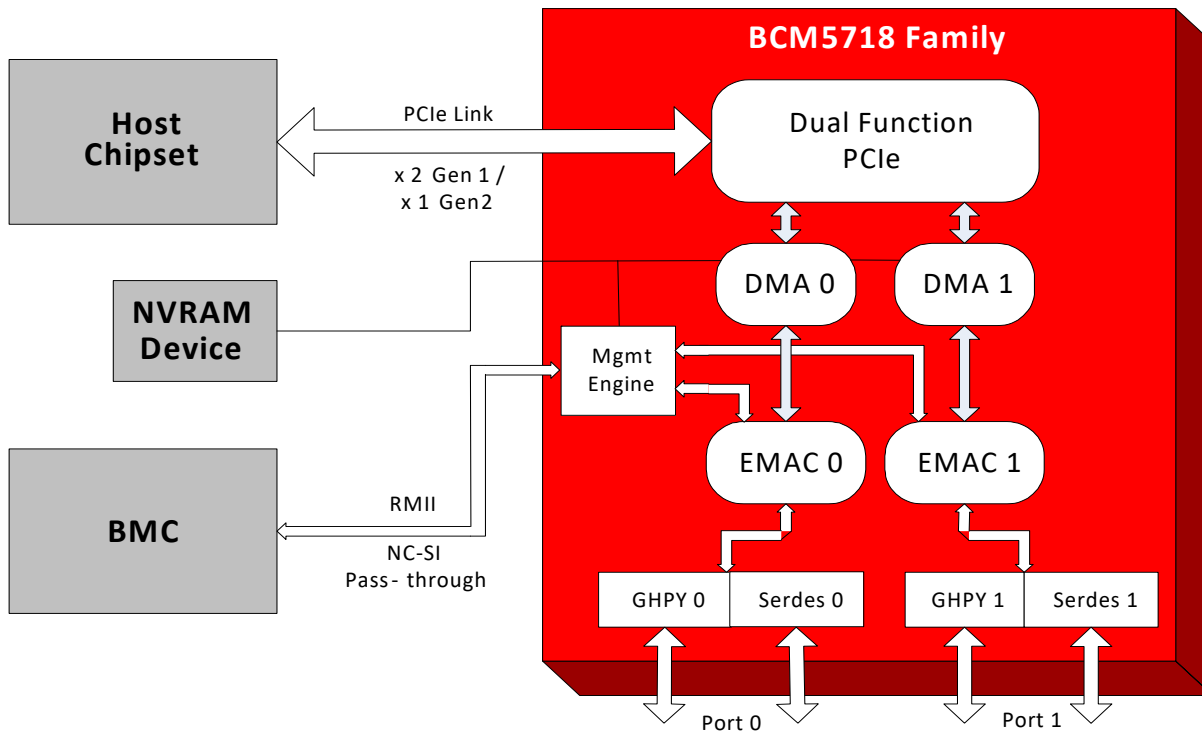 BCM5718 Family
Host
Chipset
PCIe Link
x 2 Gen 1 /
x 1 Gen2
Dual Function
PCIe
DMA 0
DMA 1
NVRAM
Device
Mgmt
Engine
EMAC 0
EMAC 1
BMC
RMII
NC-SI
Pass- through
GHPY 0
Serdes 0
GHPY 1
Serdes 1
Port 0
Port 1